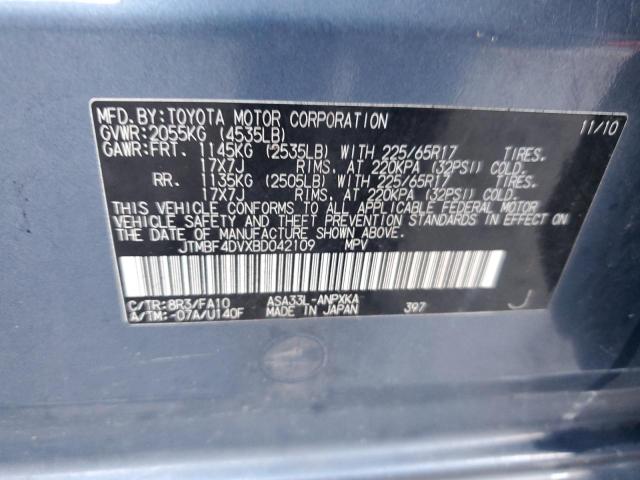 MFD. BY: TOYOTA MOTOR CORPORATION 11/10
GVWR: 2055KG (4535LB)
GAWR: FRT. 1145KG (2535LB) WITH 225/65R17 TIRES.
17X7J RIMS, AT 220KPA (32PSI) COLD.
RR. 1135KG (2505LB) WITH 225/65R17 TIRES.
17X7J RIMS, AT 220KPA (32PSI) COLD.
THIS VEHICLE CONFORMS TO ALL APPLICABLE FEDERAL MOTOR
VEHICLE SAFETY AND THEFT PREVENTION STANDARDS IN EFFECT ON
THE DATE OF MANUFACTURE SHOWN ABOVE.
JTMBF4DVXBD042109 MPV
C/TR: 8R3/FA10 ASA33L-ANPXKA 397 J
A/TM: -07A/U140F MADE IN JAPAN